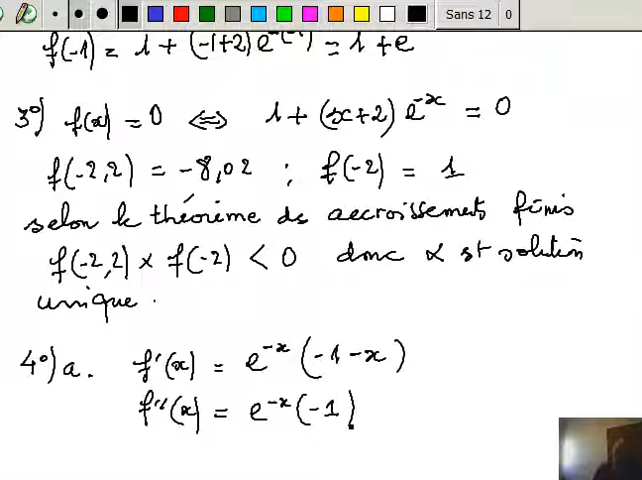 Sans 12 0
f(-1) = 1 + (-1+2) e^-(-1) = 1 + e
3°) f(x) = 0 ⇔ 1 + (x+2) e^-x = 0
f(-2,2) = -8,02 ; f(-2) = 1
selon le théorème des accroissements finis
f(-2,2) × f(-2) < 0 donc α st solution
unique.
4°) a. f'(x) = e^-x (-1-x)
f''(x) = e^-x (-1)